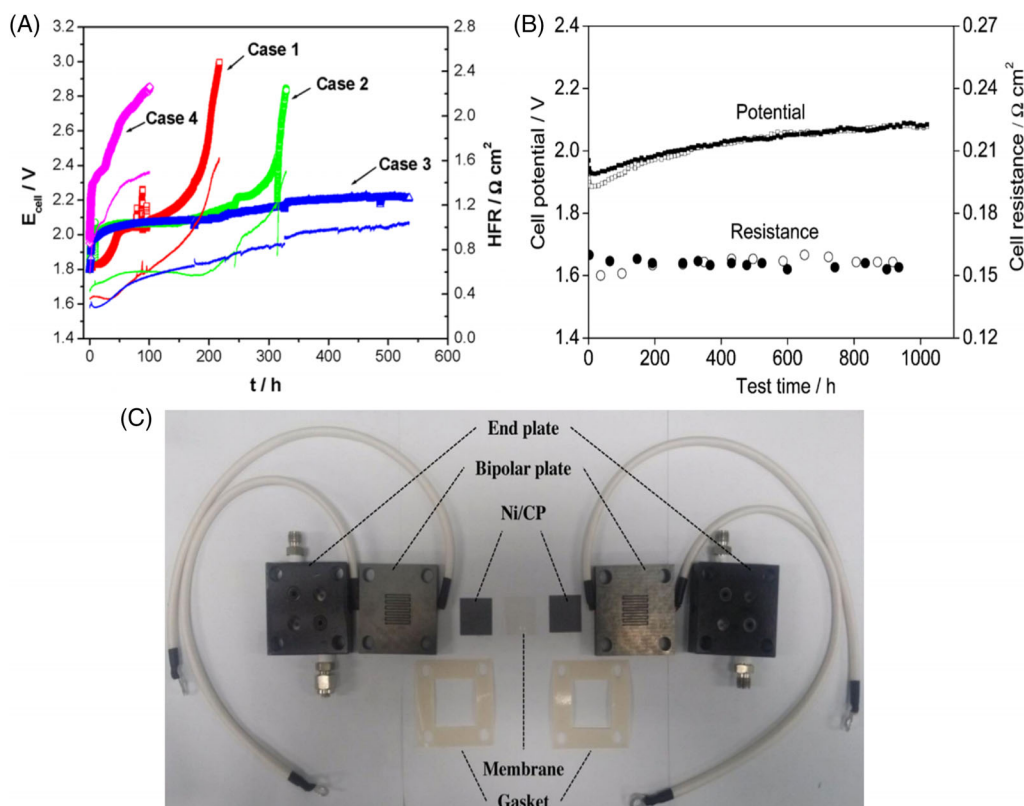 (A)
3.2
3.0
2.8
2.6
2.4
2.2
2.0
1.8
1.6
1.4
E_cell / V
Case 1
Case 2
Case 4
Case 3
2.8
2.4
2.0
1.6
1.2
0.8
0.4
0.0
HFR / Ω cm²
0 100 200 300 400 500 600
t / h
(B)
2.4
2.2
2.0
1.8
1.6
1.4
Cell potential / V
Potential
Resistance
0.27
0.24
0.21
0.18
0.15
0.12
Cell resistance / Ω cm²
0 200 400 600 800 1000
Test time / h
(C)
End plate
Bipolar plate
Ni/CP
Membrane
Gasket